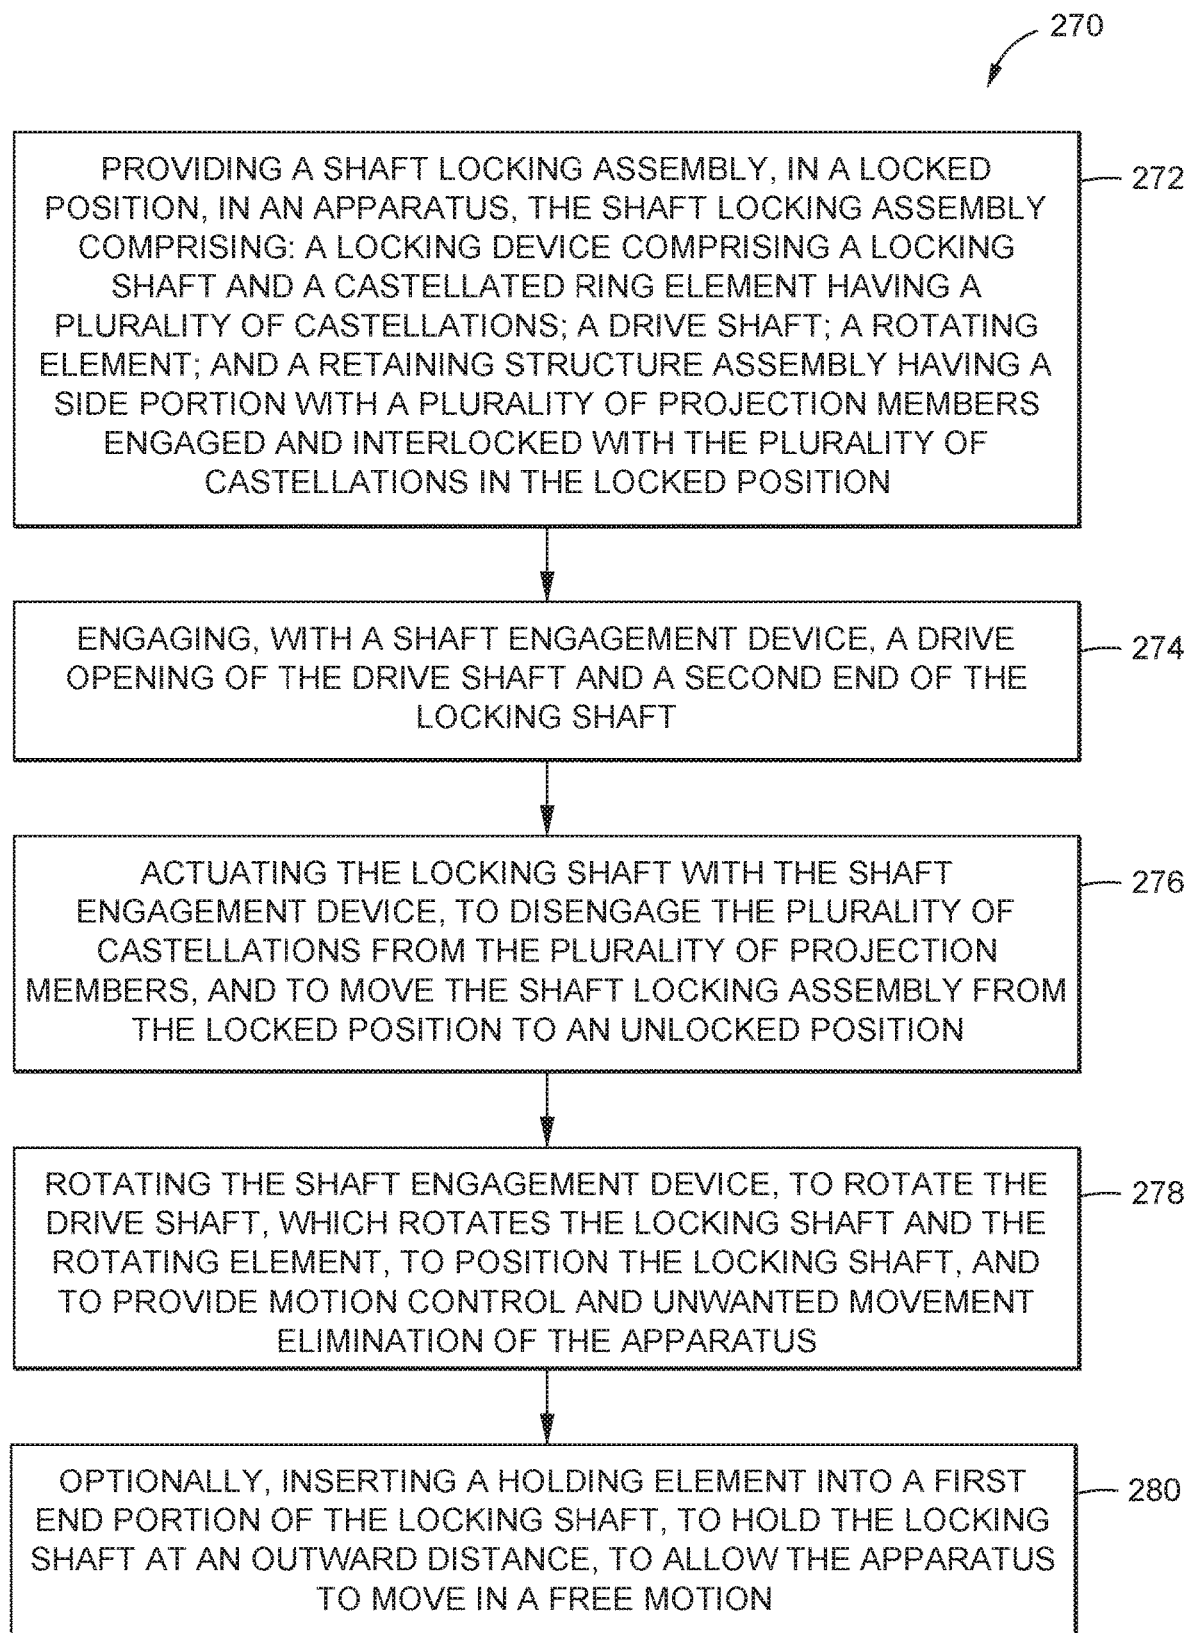 270
PROVIDING A SHAFT LOCKING ASSEMBLY, IN A LOCKED
POSITION, IN AN APPARATUS, THE SHAFT LOCKING ASSEMBLY
COMPRISING: A LOCKING DEVICE COMPRISING A LOCKING
SHAFT AND A CASTELLATED RING ELEMENT HAVING A
PLURALITY OF CASTELLATIONS; A DRIVE SHAFT; A ROTATING
ELEMENT; AND A RETAINING STRUCTURE ASSEMBLY HAVING A
SIDE PORTION WITH A PLURALITY OF PROJECTION MEMBERS
ENGAGED AND INTERLOCKED WITH THE PLURALITY OF
CASTELLATIONS IN THE LOCKED POSITION
272
ENGAGING, WITH A SHAFT ENGAGEMENT DEVICE, A DRIVE
OPENING OF THE DRIVE SHAFT AND A SECOND END OF THE
LOCKING SHAFT
274
ACTUATING THE LOCKING SHAFT WITH THE SHAFT
ENGAGEMENT DEVICE, TO DISENGAGE THE PLURALITY OF
CASTELLATIONS FROM THE PLURALITY OF PROJECTION
MEMBERS, AND TO MOVE THE SHAFT LOCKING ASSEMBLY FROM
THE LOCKED POSITION TO AN UNLOCKED POSITION
276
ROTATING THE SHAFT ENGAGEMENT DEVICE, TO ROTATE THE
DRIVE SHAFT, WHICH ROTATES THE LOCKING SHAFT AND THE
ROTATING ELEMENT, TO POSITION THE LOCKING SHAFT, AND
TO PROVIDE MOTION CONTROL AND UNWANTED MOVEMENT
ELIMINATION OF THE APPARATUS
278
OPTIONALLY, INSERTING A HOLDING ELEMENT INTO A FIRST
END PORTION OF THE LOCKING SHAFT, TO HOLD THE LOCKING
SHAFT AT AN OUTWARD DISTANCE, TO ALLOW THE APPARATUS
TO MOVE IN A FREE MOTION
280